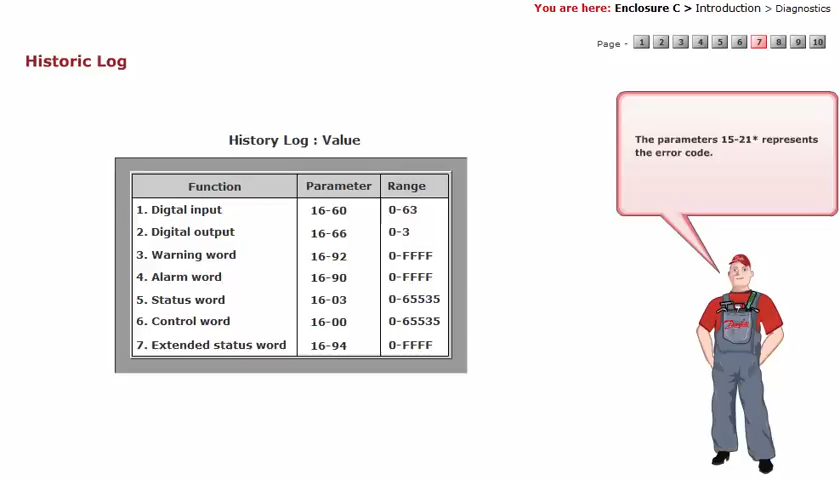 You are here: Enclosure C > Introduction > Diagnostics
Page - 1 2 3 4 5 6 7 8 9 10
Historic Log
History Log : Value
Function Parameter Range
1. Digtal input 16-60 0-63
2. Digital output 16-66 0-3
3. Warning word 16-92 0-FFFF
4. Alarm word 16-90 0-FFFF
5. Status word 16-03 0-65535
6. Control word 16-00 0-65535
7. Extended status word 16-94 0-FFFF
The parameters 15-21* represents
the error code.
Danfoss